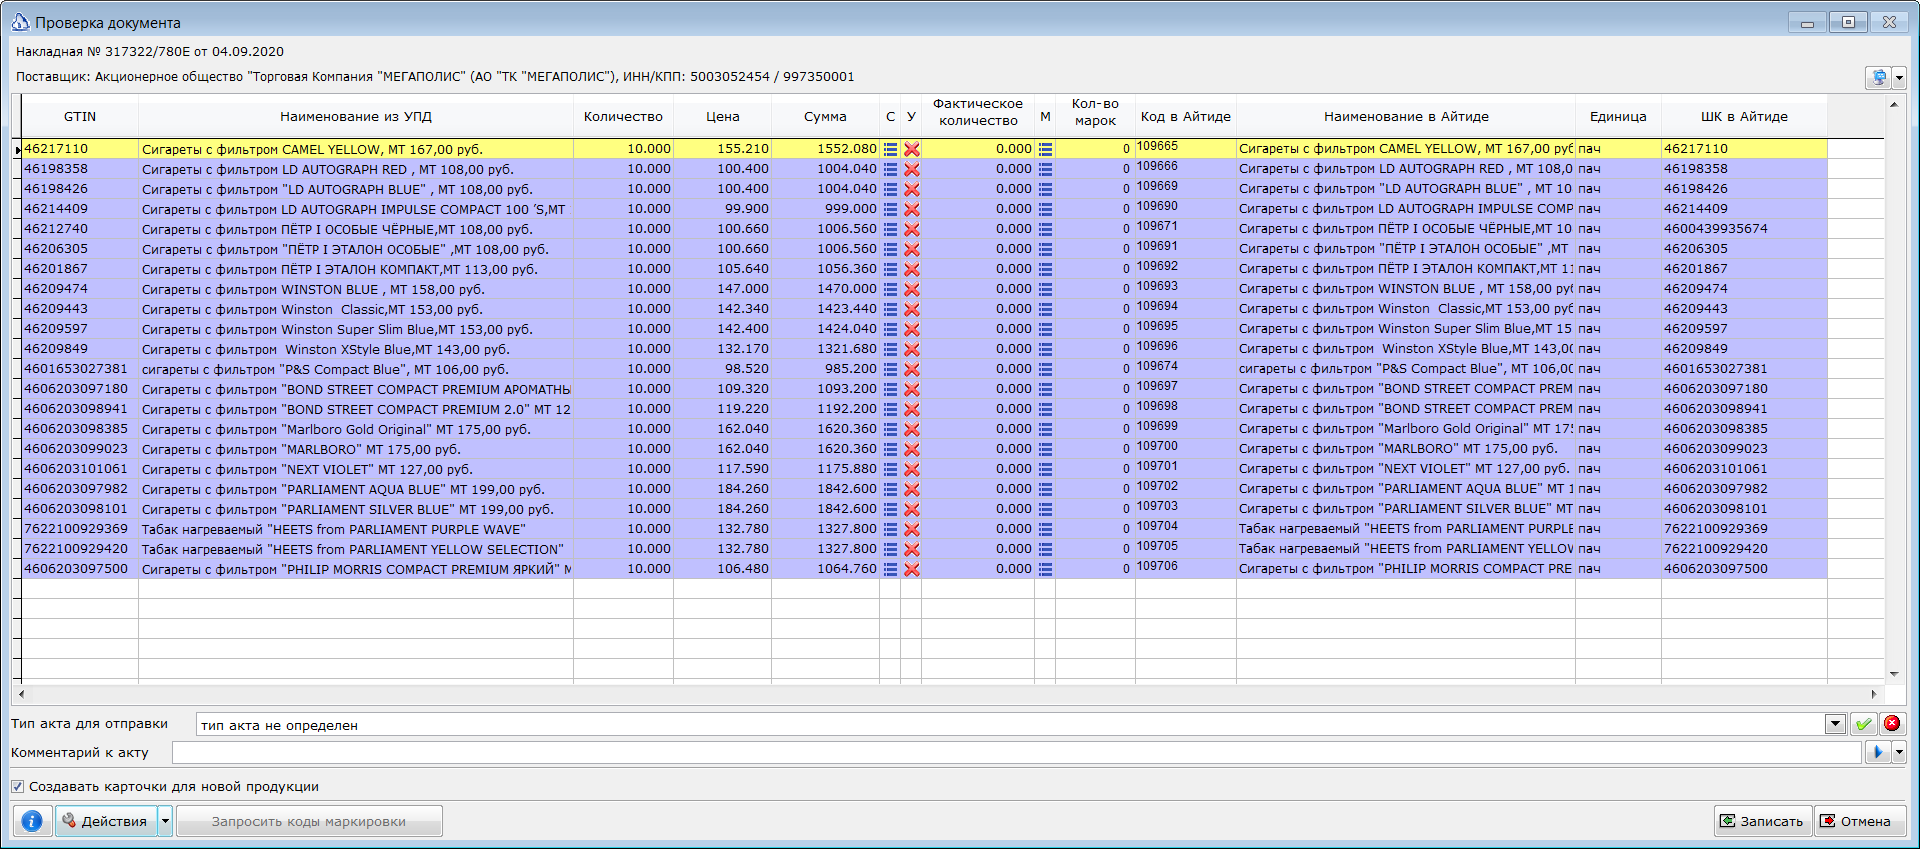 Проверка документа
Накладная № 317322/780E от 04.09.2020
Поставщик: Акционерное общество "Торговая Компания "МЕГАПОЛИС" (АО "ТК "МЕГАПОЛИС"), ИНН/КПП: 5003052454 / 997350001
GTIN Наименование из УПД Количество Цена Сумма С У Фактическое количество М Кол-во марок Код в Айтиде Наименование в Айтиде Единица ШК в Айтиде
46217110 Сигареты с фильтром CAMEL YELLOW, МТ 167,00 руб. 10.000 155.210 1552.080 0.000 0 109665 Сигареты с фильтром CAMEL YELLOW, МТ 167,00 руб пач 46217110
46198358 Сигареты с фильтром LD AUTOGRAPH RED , МТ 108,00 руб. 10.000 100.400 1004.040 0.000 0 109666 Сигареты с фильтром LD AUTOGRAPH RED , МТ 108,0 пач 46198358
46198426 Сигареты с фильтром "LD AUTOGRAPH BLUE" , МТ 108,00 руб. 10.000 100.400 1004.040 0.000 0 109669 Сигареты с фильтром "LD AUTOGRAPH BLUE" , МТ 10 пач 46198426
46214409 Сигареты с фильтром LD AUTOGRAPH IMPULSE COMPACT 100 'S,МТ 10.000 99.900 999.000 0.000 0 109690 Сигареты с фильтром LD AUTOGRAPH IMPULSE COMP пач 46214409
46212740 Сигареты с фильтром ПЁТР I ОСОБЫЕ ЧЁРНЫЕ,МТ 108,00 руб. 10.000 100.660 1006.560 0.000 0 109671 Сигареты с фильтром ПЁТР I ОСОБЫЕ ЧЁРНЫЕ,МТ 10 пач 4600439935674
46206305 Сигареты с фильтром "ПЁТР I ЭТАЛОН ОСОБЫЕ" ,МТ 108,00 руб. 10.000 100.660 1006.560 0.000 0 109691 Сигареты с фильтром "ПЁТР I ЭТАЛОН ОСОБЫЕ" ,МТ пач 46206305
46201867 Сигареты с фильтром ПЁТР I ЭТАЛОН КОМПАКТ,МТ 113,00 руб. 10.000 105.640 1056.360 0.000 0 109692 Сигареты с фильтром ПЁТР I ЭТАЛОН КОМПАКТ,МТ 11 пач 46201867
46209474 Сигареты с фильтром WINSTON BLUE , МТ 158,00 руб. 10.000 147.000 1470.000 0.000 0 109693 Сигареты с фильтром WINSTON BLUE , МТ 158,00 руб пач 46209474
46209443 Сигареты с фильтром Winston Classic,МТ 153,00 руб. 10.000 142.340 1423.440 0.000 0 109694 Сигареты с фильтром Winston Classic,МТ 153,00 руб пач 46209443
46209597 Сигареты с фильтром Winston Super Slim Blue,МТ 153,00 руб. 10.000 142.400 1424.040 0.000 0 109695 Сигареты с фильтром Winston Super Slim Blue,МТ 15 пач 46209597
46209849 Сигареты с фильтром Winston XStyle Blue,МТ 143,00 руб. 10.000 132.170 1321.680 0.000 0 109696 Сигареты с фильтром Winston XStyle Blue,МТ 143,00 пач 46209849
4601653027381 сигареты с фильтром "P&S Compact Blue", МТ 106,00 руб. 10.000 98.520 985.200 0.000 0 109674 сигареты с фильтром "P&S Compact Blue", МТ 106,00 пач 4601653027381
4606203097180 Сигареты с фильтром "BOND STREET COMPACT PREMIUM АРОМАТНЫ 10.000 109.320 1093.200 0.000 0 109697 Сигареты с фильтром "BOND STREET COMPACT PREM пач 4606203097180
4606203098941 Сигареты с фильтром "BOND STREET COMPACT PREMIUM 2.0" МТ 12 10.000 119.220 1192.200 0.000 0 109698 Сигареты с фильтром "BOND STREET COMPACT PREM пач 4606203098941
4606203098385 Сигареты с фильтром "Marlboro Gold Original" МТ 175,00 руб. 10.000 162.040 1620.360 0.000 0 109699 Сигареты с фильтром "Marlboro Gold Original" МТ 175 пач 4606203098385
4606203099023 Сигареты с фильтром "MARLBORO" МТ 175,00 руб. 10.000 162.040 1620.360 0.000 0 109700 Сигареты с фильтром "MARLBORO" МТ 175,00 руб. пач 4606203099023
4606203101061 Сигареты с фильтром "NEXT VIOLET" МТ 127,00 руб. 10.000 117.590 1175.880 0.000 0 109701 Сигареты с фильтром "NEXT VIOLET" МТ 127,00 руб. пач 4606203101061
4606203097982 Сигареты с фильтром "PARLIAMENT AQUA BLUE" МТ 199,00 руб. 10.000 184.260 1842.600 0.000 0 109702 Сигареты с фильтром "PARLIAMENT AQUA BLUE" МТ 1 пач 4606203097982
4606203098101 Сигареты с фильтром "PARLIAMENT SILVER BLUE" МТ 199,00 руб. 10.000 184.260 1842.600 0.000 0 109703 Сигареты с фильтром "PARLIAMENT SILVER BLUE" МТ пач 4606203098101
7622100929369 Табак нагреваемый "HEETS from PARLIAMENT PURPLE WAVE" 10.000 132.780 1327.800 0.000 0 109704 Табак нагреваемый "HEETS from PARLIAMENT PURPLE пач 7622100929369
7622100929420 Табак нагреваемый "HEETS from PARLIAMENT YELLOW SELECTION" 10.000 132.780 1327.800 0.000 0 109705 Табак нагреваемый "HEETS from PARLIAMENT YELLOV пач 7622100929420
4606203097500 Сигареты с фильтром "PHILIP MORRIS COMPACT PREMIUM ЯРКИЙ" М 10.000 106.480 1064.760 0.000 0 109706 Сигареты с фильтром "PHILIP MORRIS COMPACT PRE пач 4606203097500
Тип акта для отправки тип акта не определен
Комментарий к акту
Создавать карточки для новой продукции
Действия Запросить коды маркировки Записать Отмена